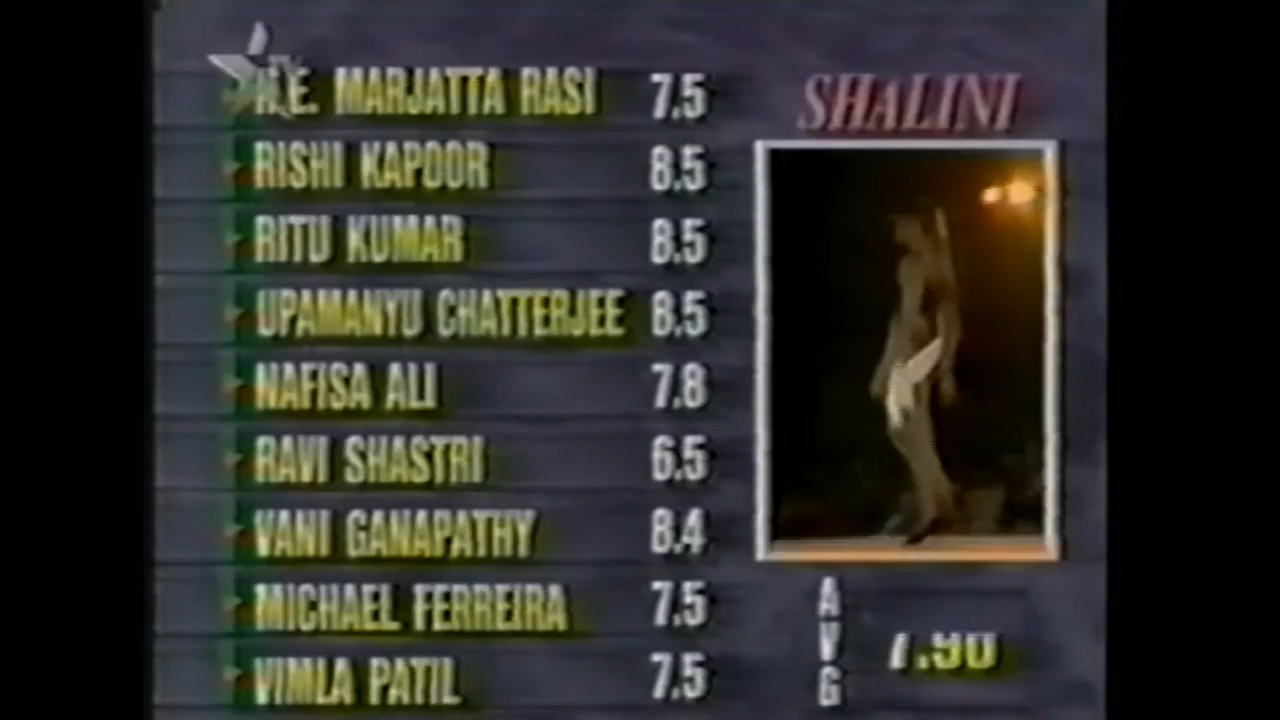 H.E. MARJATTA RASI 7.5
RISHI KAPOOR 8.5
RITU KUMAR 8.5
UPAMANYU CHATTERJEE 8.5
NAFISA ALI 7.8
RAVI SHASTRI 6.5
VANI GANAPATHY 8.4
MICHAEL FERREIRA 7.5
VIMLA PATIL 7.5
SHALINI
AVG 7.90